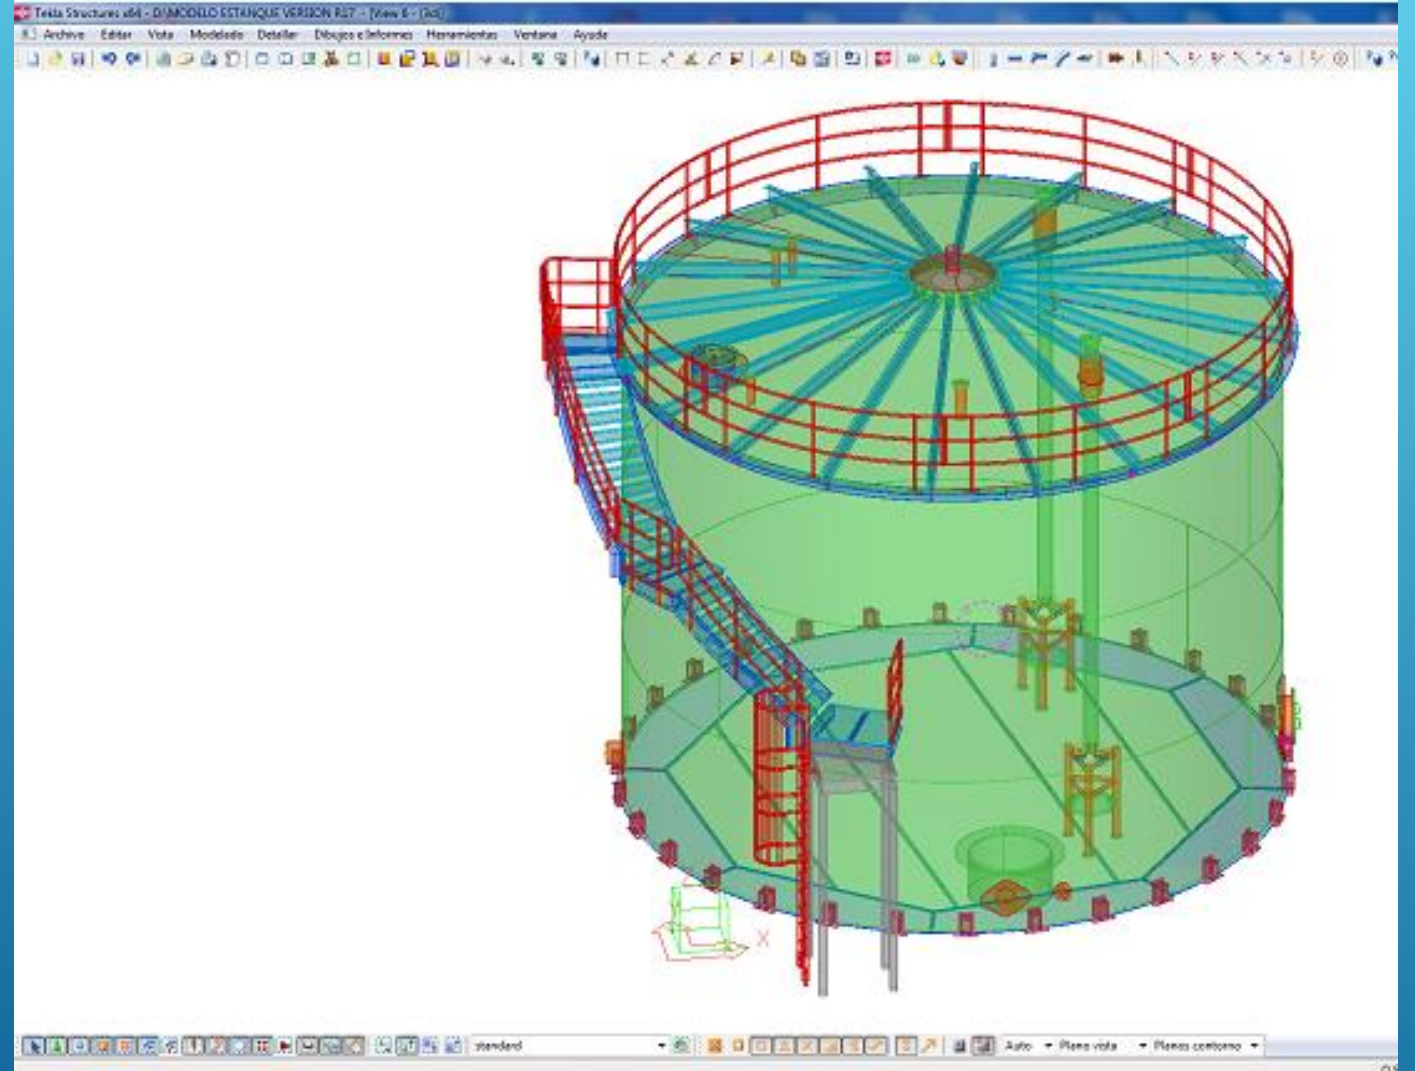 Tekla Structures x64 - D:\MODELO ESTANQUE VERSION R17 - [View 6 - (3d)]
Archivo Editar Vista Modelado Detallar Dibujos e Informes Herramientas Ventana Ayuda
X
standard Auto Plano vista Planos contorno